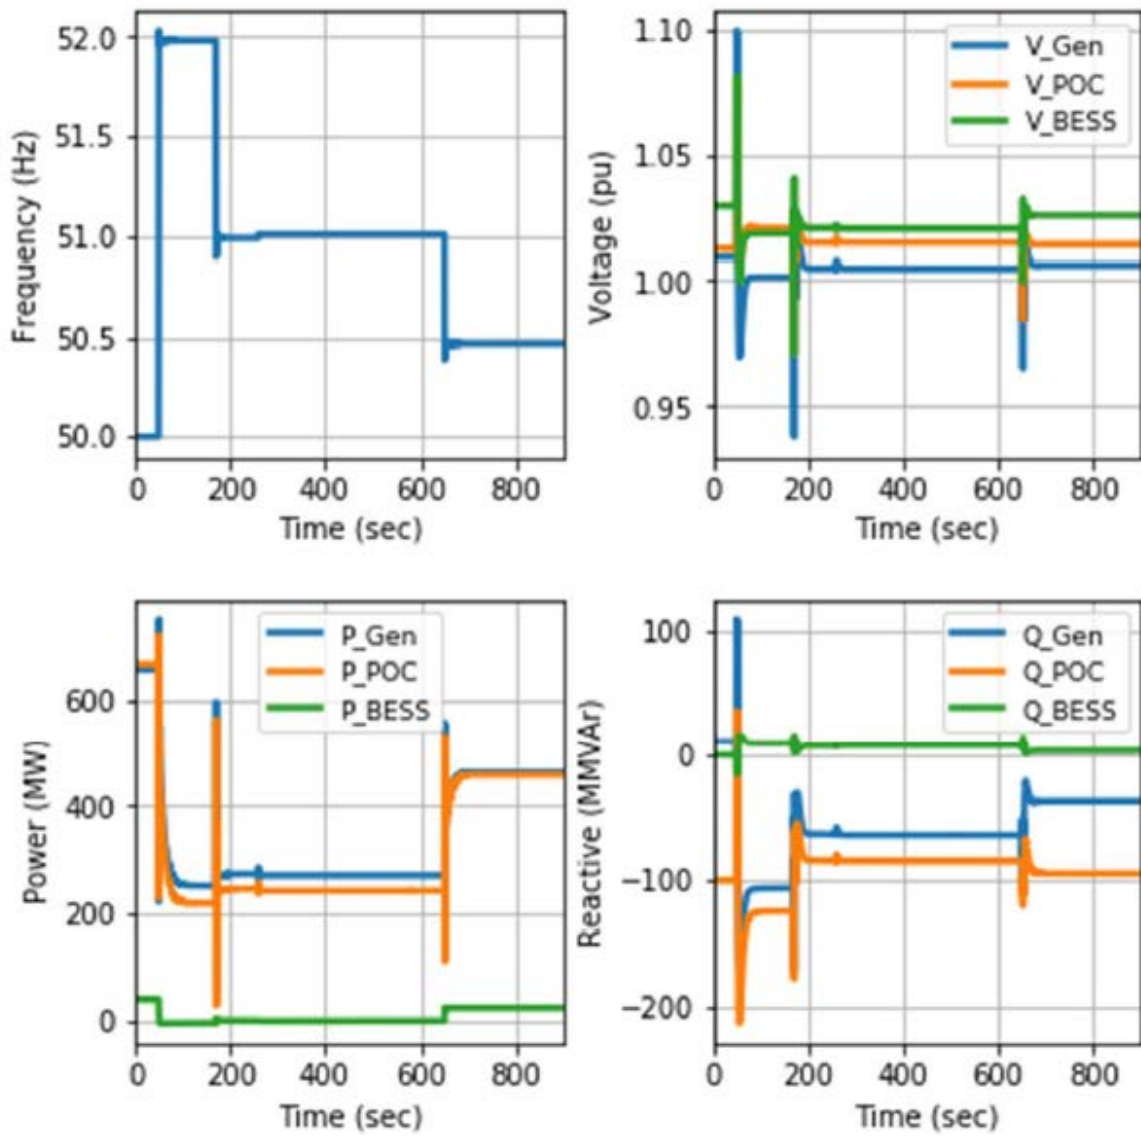 Frequency (Hz)
52.0
51.5
51.0
50.5
50.0
0 200 400 600 800
Time (sec)
Voltage (pu)
1.10
1.05
1.00
0.95
V_Gen
V_POC
V_BESS
0 200 400 600 800
Time (sec)
Power (MW)
600
400
200
0
P_Gen
P_POC
P_BESS
0 200 400 600 800
Time (sec)
Reactive (MMVAr)
100
0
−100
−200
Q_Gen
Q_POC
Q_BESS
0 200 400 600 800
Time (sec)